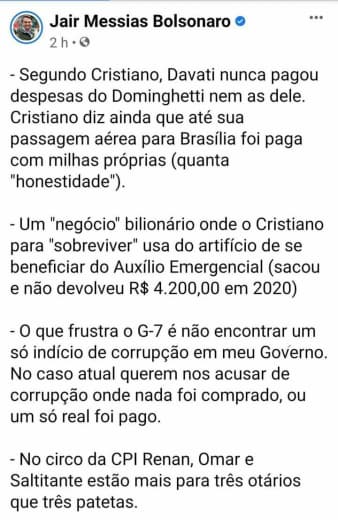 Jair Messias Bolsonaro
2 h
- Segundo Cristiano, Davati nunca pagou
despesas do Dominghetti nem as dele.
Cristiano diz ainda que até sua
passagem aérea para Brasília foi paga
com milhas próprias (quanta
"honestidade").
- Um "negócio" bilionário onde o Cristiano
para "sobreviver" usa do artifício de se
beneficiar do Auxílio Emergencial (sacou
e não devolveu R$ 4.200,00 em 2020)
- O que frustra o G-7 é não encontrar um
só indício de corrupção em meu Governo.
No caso atual querem nos acusar de
corrupção onde nada foi comprado, ou
um só real foi pago.
- No circo da CPI Renan, Omar e
Saltitante estão mais para três otários
que três patetas.